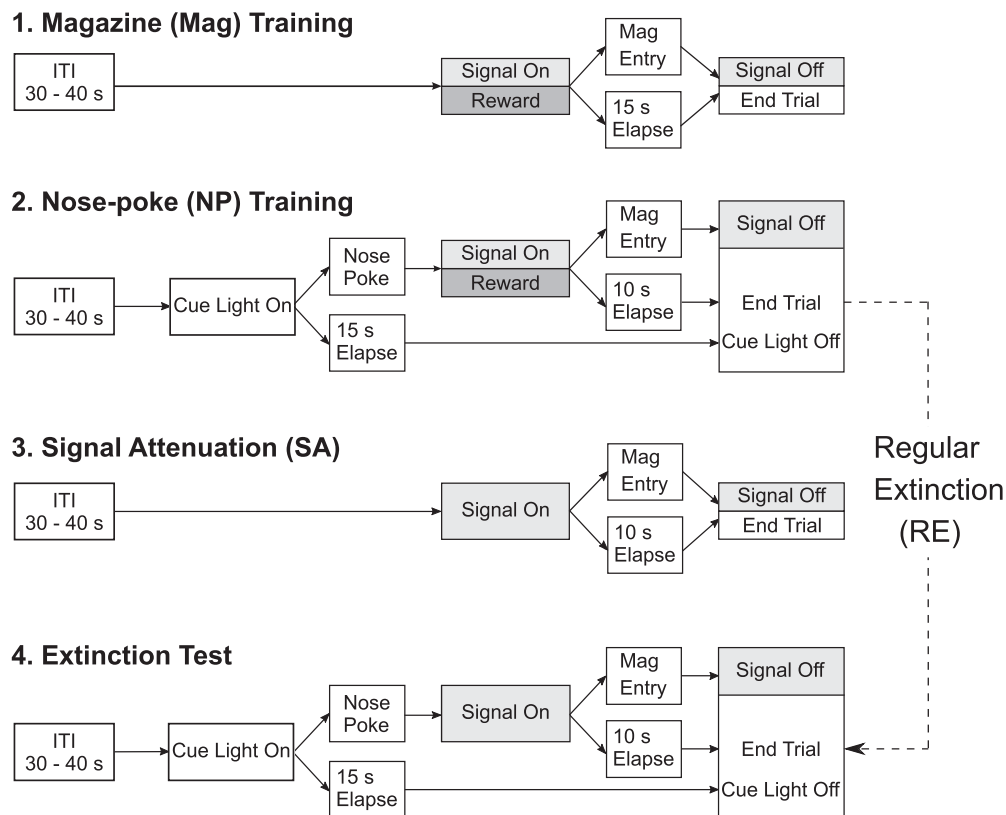 1. Magazine (Mag) Training
ITI
30 - 40 s
Signal On
Reward
Mag
Entry
15 s
Elapse
Signal Off
End Trial
2. Nose-poke (NP) Training
ITI
30 - 40 s
Cue Light On
Nose
Poke
15 s
Elapse
Signal On
Reward
Mag
Entry
10 s
Elapse
Signal Off
End Trial
Cue Light Off
Regular
Extinction
(RE)
3. Signal Attenuation (SA)
ITI
30 - 40 s
Signal On
Mag
Entry
10 s
Elapse
Signal Off
End Trial
4. Extinction Test
ITI
30 - 40 s
Cue Light On
Nose
Poke
15 s
Elapse
Signal On
Mag
Entry
10 s
Elapse
Signal Off
End Trial
Cue Light Off